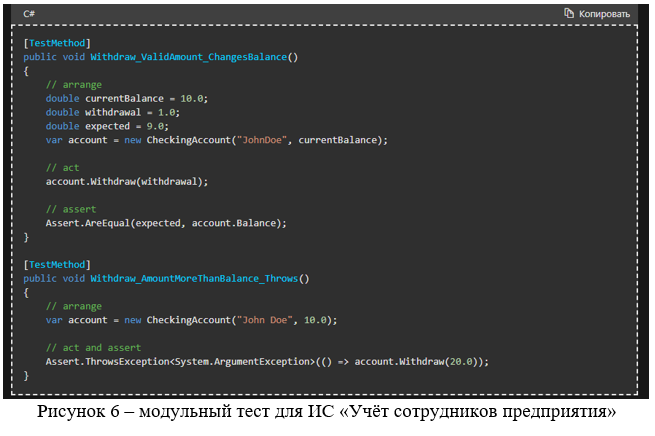 C# Копировать
[TestMethod]
public void Withdraw_ValidAmount_ChangesBalance()
{
    // arrange
    double currentBalance = 10.0;
    double withdrawal = 1.0;
    double expected = 9.0;
    var account = new CheckingAccount("JohnDoe", currentBalance);

    // act
    account.Withdraw(withdrawal);

    // assert
    Assert.AreEqual(expected, account.Balance);
}

[TestMethod]
public void Withdraw_AmountMoreThanBalance_Throws()
{
    // arrange
    var account = new CheckingAccount("John Doe", 10.0);

    // act and assert
    Assert.ThrowsException<System.ArgumentException>(() => account.Withdraw(20.0));
}
Рисунок 6 – модульный тест для ИС «Учёт сотрудников предприятия»